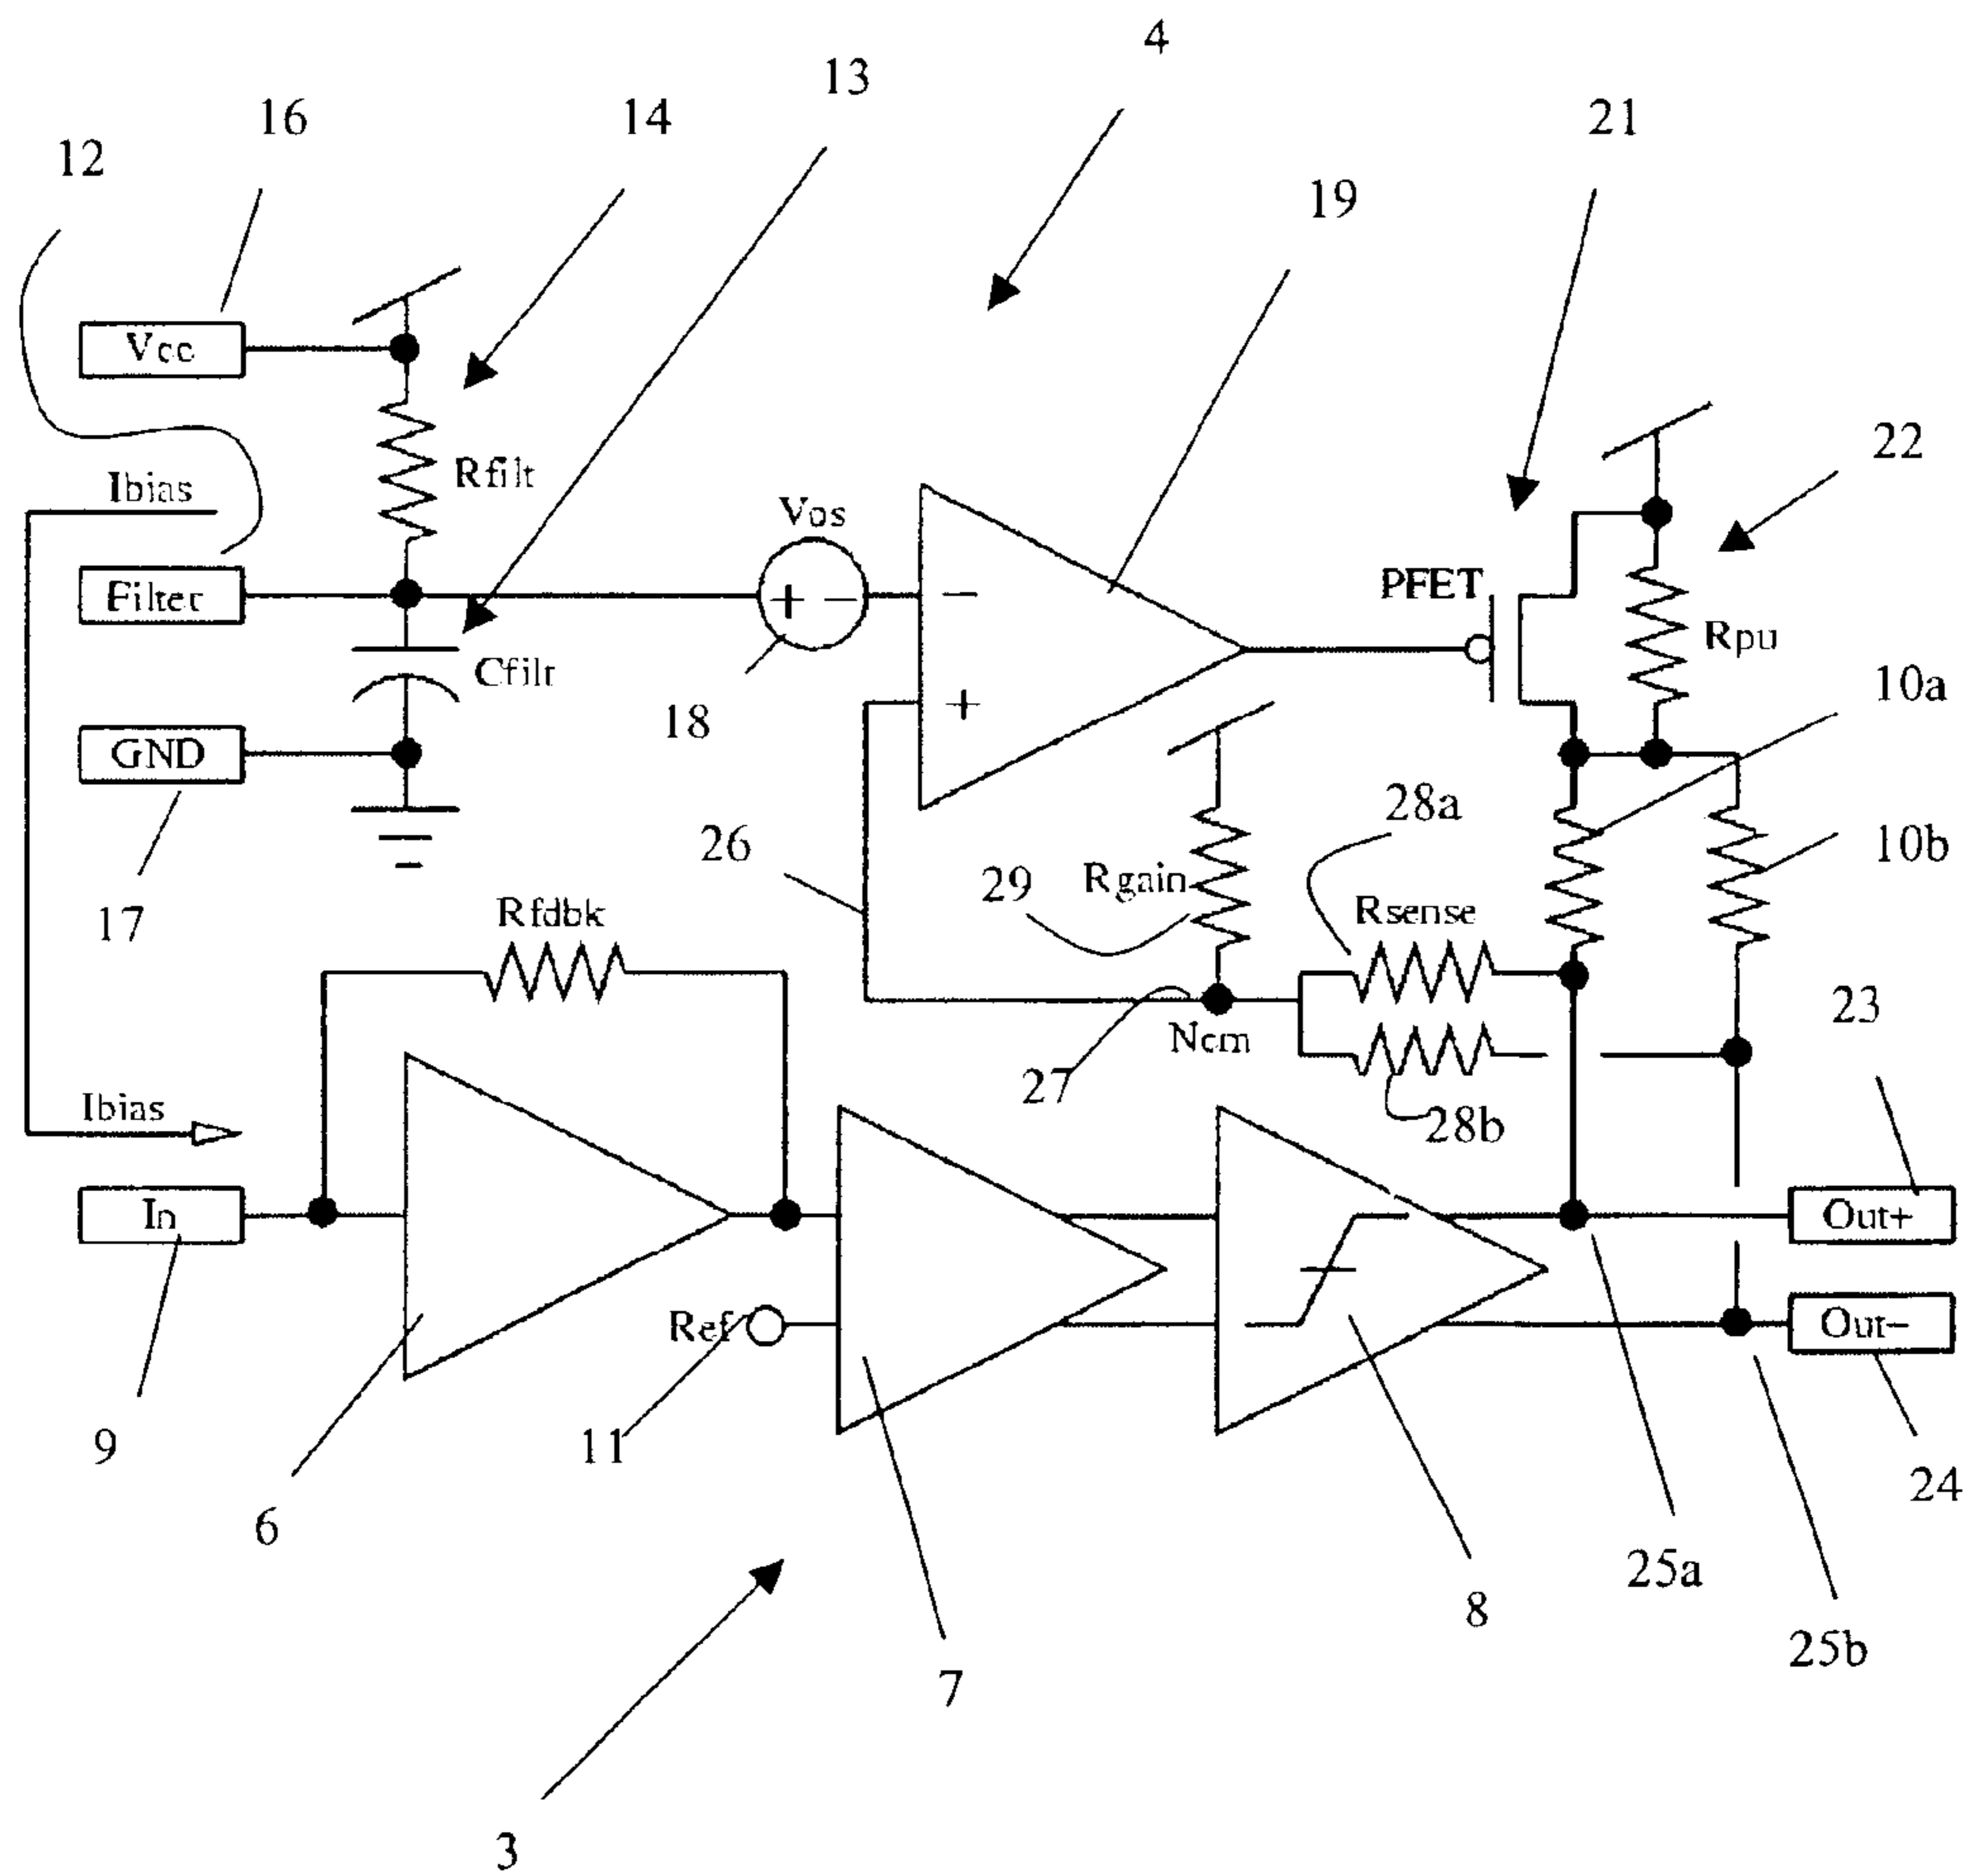 4
13
16
14
21
12
19
Vcc
22
Rfilt
Ibias
Vos
PFET
Filter
Rpu
+ −
−
10a
Cfilt
18
+
GND
28a
26
10b
29
Rgain
17
Rfdbk
Rsense
23
Ncm
27
28b
Ibias
In
Out+
Ref
Out−
9
11
24
6
25a
8
25b
7
3